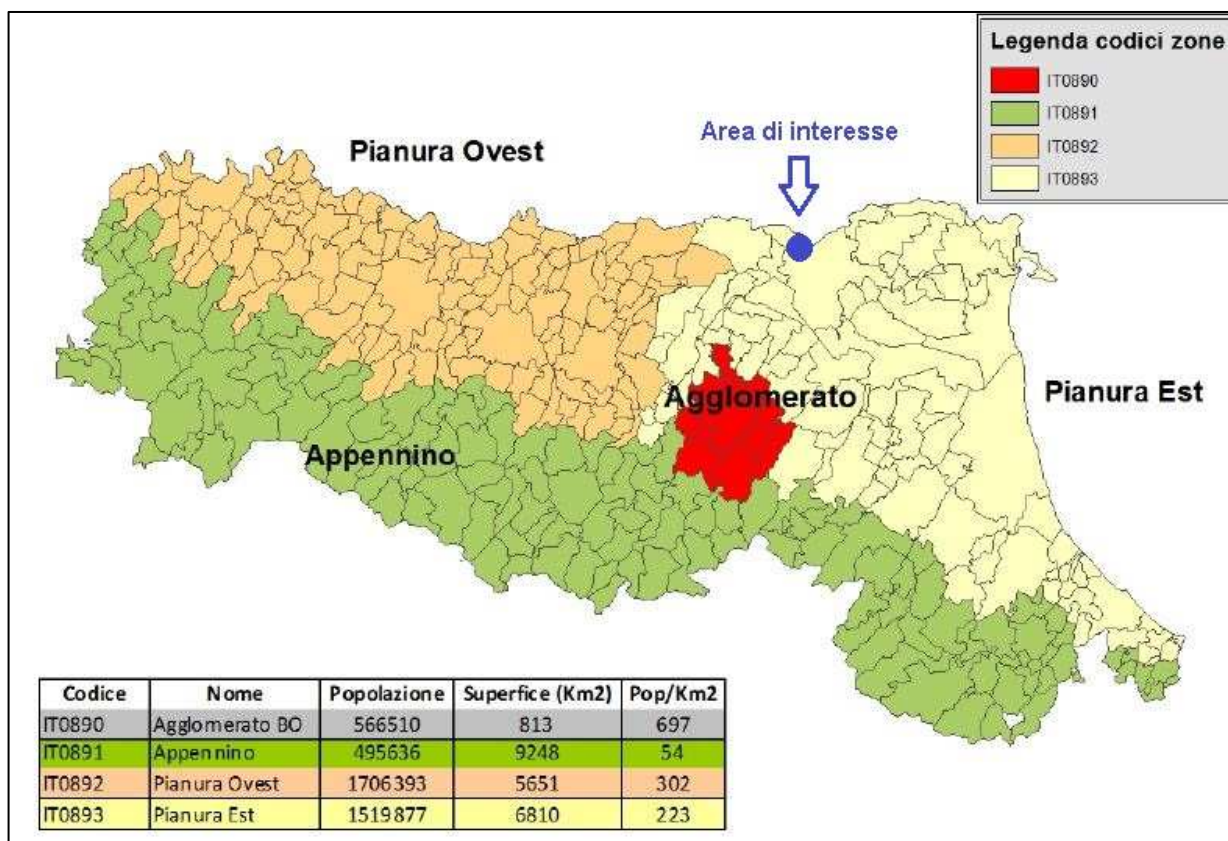 Legenda codici zone
IT0890
IT0891
IT0892
IT0893
Area di interesse
Pianura Ovest
Agglomerato
Pianura Est
Appennino
Codice Nome Popolazione Superfice (Km2) Pop/Km2
IT0890 Agglomerato BO 566510 813 697
IT0891 Appennino 495636 9248 54
IT0892 Pianura Ovest 1706393 5651 302
IT0893 Pianura Est 1519877 6810 223